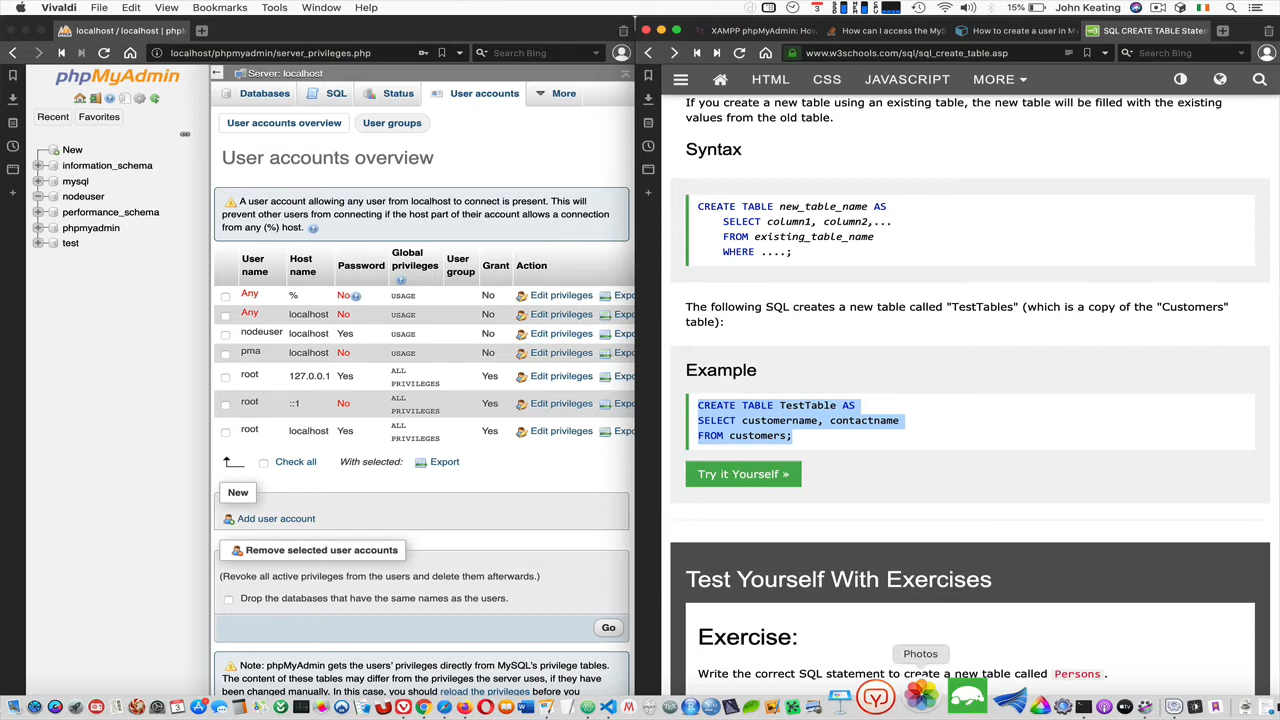 Vivaldi File Edit View Bookmarks Tools Window Help
3 15% John Keating
localhost / localhost | phpM
localhost/phpmyadmin/server_privileges.php
Search Bing
phpMyAdmin
Recent Favorites
New
information_schema
mysql
nodeuser
performance_schema
phpmyadmin
test
Server: localhost
Databases SQL Status User accounts More
User accounts overview User groups
User accounts overview
A user account allowing any user from localhost to connect is present. This will
prevent other users from connecting if the host part of their account allows a connection
from any (%) host.
User name Host name Password Global privileges User group Grant Action
Any % No USAGE No Edit privileges Expo
Any localhost No USAGE No Edit privileges Expo
nodeuser localhost Yes USAGE No Edit privileges Expo
pma localhost No USAGE No Edit privileges Expo
root 127.0.0.1 Yes ALL PRIVILEGES Yes Edit privileges Expo
root ::1 No ALL PRIVILEGES Yes Edit privileges Expo
root localhost Yes ALL PRIVILEGES Yes Edit privileges Expo
Check all With selected: Export
New
Add user account
Remove selected user accounts
(Revoke all active privileges from the users and delete them afterwards.)
Drop the databases that have the same names as the users.
Go
Note: phpMyAdmin gets the users' privileges directly from MySQL's privilege tables.
The content of these tables may differ from the privileges the server uses, if they have
been changed manually. In this case, you should reload the privileges before you
XAMPP phpMyAdmin: How How can I access the MyS How to create a user in M SQL CREATE TABLE State
www.w3schools.com/sql/sql_create_table.asp
Search Bing
HTML CSS JAVASCRIPT MORE
If you create a new table using an existing table, the new table will be filled with the existing
values from the old table.
Syntax
CREATE TABLE new_table_name AS
SELECT column1, column2,...
FROM existing_table_name
WHERE ....;
The following SQL creates a new table called "TestTables" (which is a copy of the "Customers"
table):
Example
CREATE TABLE TestTable AS
SELECT customername, contactname
FROM customers;
Try it Yourself »
Test Yourself With Exercises
Exercise:
Photos
Write the correct SQL statement to create a new table called Persons .